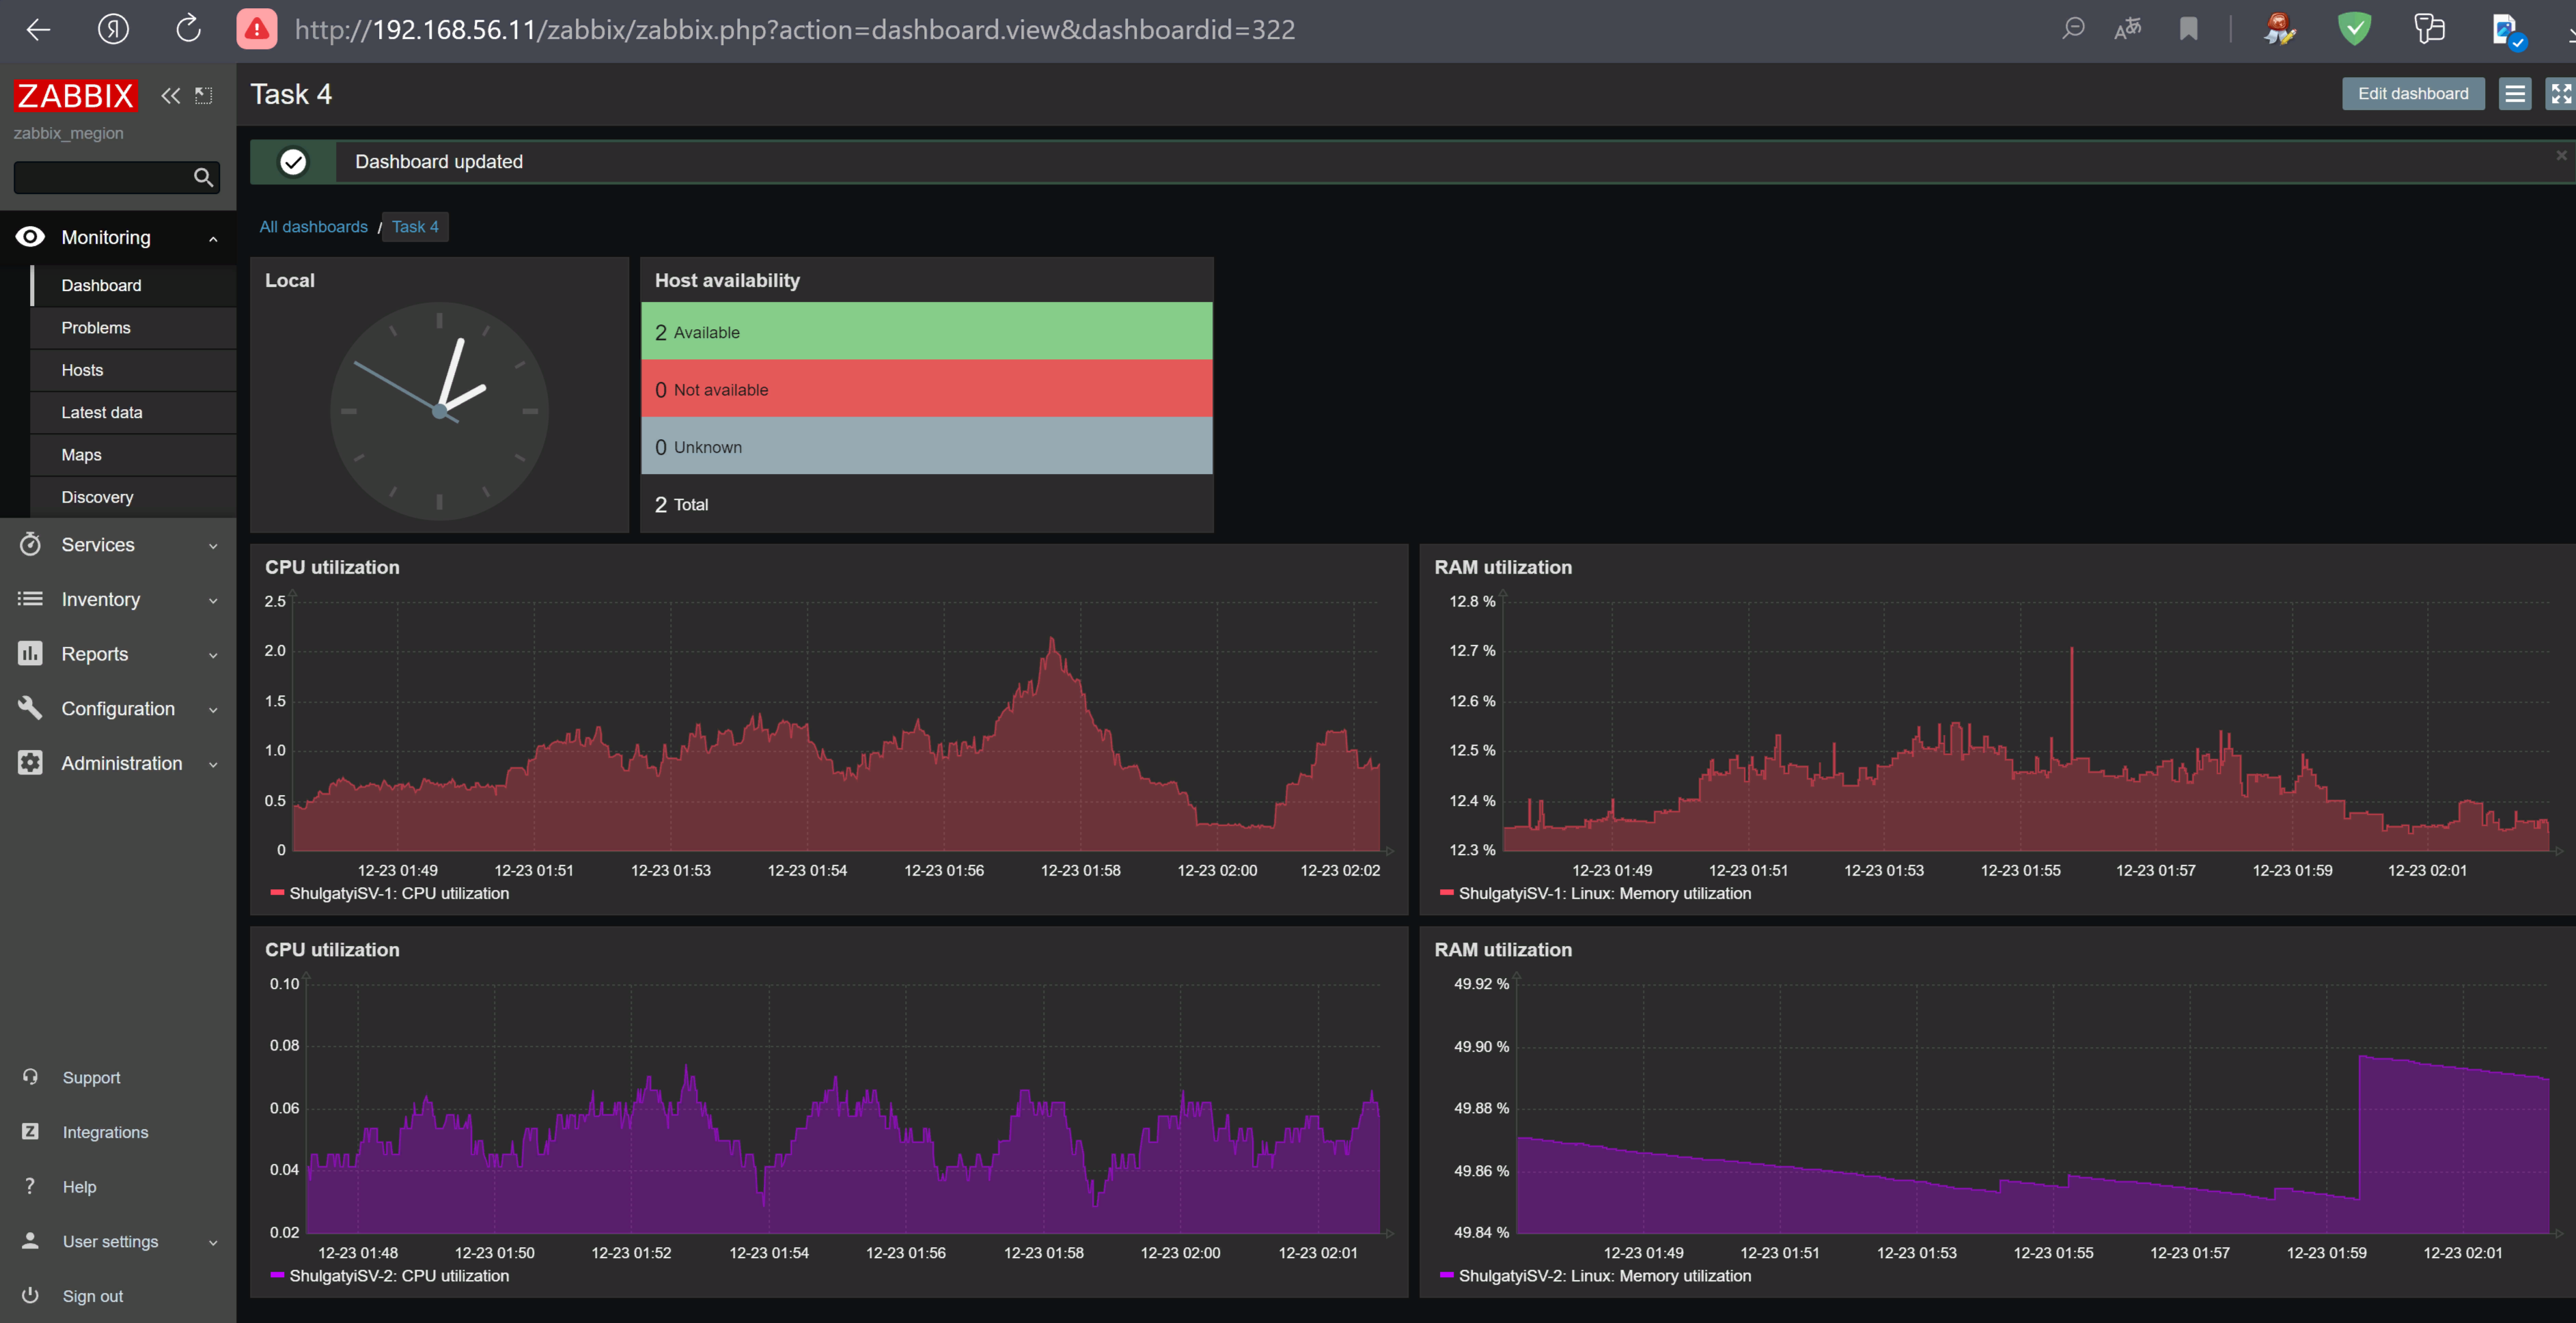 http://192.168.56.11/zabbix/zabbix.php?action=dashboard.view&dashboardid=322
ZABBIX
zabbix_megion
Monitoring
Dashboard
Problems
Hosts
Latest data
Maps
Discovery
Services
Inventory
Reports
Configuration
Administration
Support
Integrations
Help
User settings
Sign out
Task 4
Edit dashboard
Dashboard updated
All dashboards / Task 4
Local
Host availability
2 Available
0 Not available
0 Unknown
2 Total
CPU utilization
2.5
2.0
1.5
1.0
0.5
0
12-23 01:49 12-23 01:51 12-23 01:53 12-23 01:54 12-23 01:56 12-23 01:58 12-23 02:00 12-23 02:02
ShulgatyiSV-1: CPU utilization
RAM utilization
12.8 %
12.7 %
12.6 %
12.5 %
12.4 %
12.3 %
12-23 01:49 12-23 01:51 12-23 01:53 12-23 01:55 12-23 01:57 12-23 01:59 12-23 02:01
ShulgatyiSV-1: Linux: Memory utilization
CPU utilization
0.10
0.08
0.06
0.04
0.02
12-23 01:48 12-23 01:50 12-23 01:52 12-23 01:54 12-23 01:56 12-23 01:58 12-23 02:00 12-23 02:01
ShulgatyiSV-2: CPU utilization
RAM utilization
49.92 %
49.90 %
49.88 %
49.86 %
49.84 %
12-23 01:49 12-23 01:51 12-23 01:53 12-23 01:55 12-23 01:57 12-23 01:59 12-23 02:01
ShulgatyiSV-2: Linux: Memory utilization